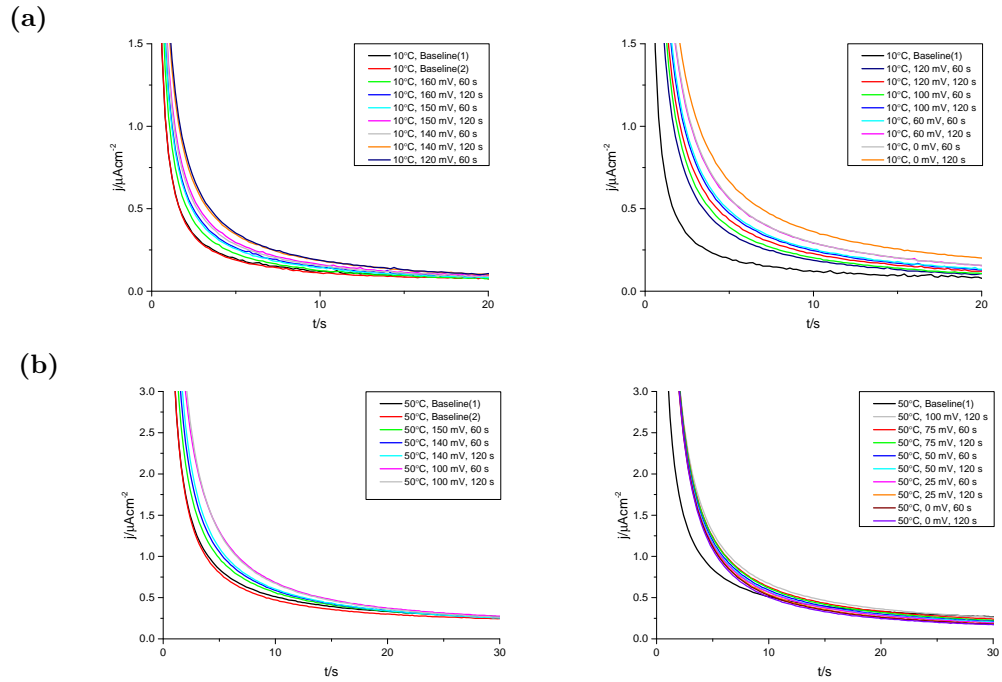 (a)
1.5
1.0
0.5
0.0
0
10
20
j/µAcm-2
t/s
10°C, Baseline(1)
10°C, Baseline(2)
10°C, 160 mV, 60 s
10°C, 160 mV, 120 s
10°C, 150 mV, 60 s
10°C, 150 mV, 120 s
10°C, 140 mV, 60 s
10°C, 140 mV, 120 s
10°C, 120 mV, 60 s
1.5
1.0
0.5
0.0
0
10
20
j/µAcm-2
t/s
10°C, Baseline(1)
10°C, 120 mV, 60 s
10°C, 120 mV, 120 s
10°C, 100 mV, 60 s
10°C, 100 mV, 120 s
10°C, 60 mV, 60 s
10°C, 60 mV, 120 s
10°C, 0 mV, 60 s
10°C, 0 mV, 120 s
(b)
3.0
2.5
2.0
1.5
1.0
0.5
0.0
0
10
20
30
j/µAcm-2
t/s
50°C, Baseline(1)
50°C, Baseline(2)
50°C, 150 mV, 60 s
50°C, 140 mV, 60 s
50°C, 140 mV, 120 s
50°C, 100 mV, 60 s
50°C, 100 mV, 120 s
3.0
2.5
2.0
1.5
1.0
0.5
0.0
0
10
20
30
j/µAcm-2
t/s
50°C, Baseline(1)
50°C, 100 mV, 120 s
50°C, 75 mV, 60 s
50°C, 75 mV, 120 s
50°C, 50 mV, 60 s
50°C, 50 mV, 120 s
50°C, 25 mV, 60 s
50°C, 25 mV, 120 s
50°C, 0 mV, 60 s
50°C, 0 mV, 120 s